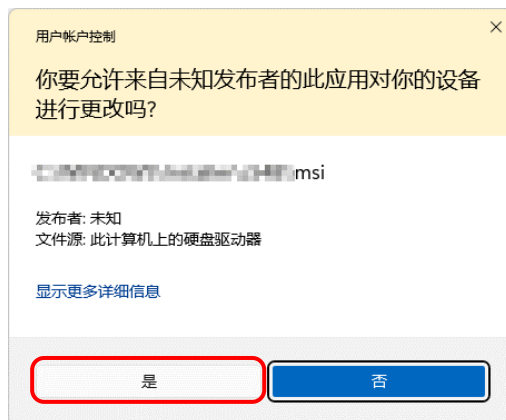 用户帐户控制
你要允许来自未知发布者的此应用对你的设备
进行更改吗?
msi
发布者: 未知
文件源: 此计算机上的硬盘驱动器
显示更多详细信息
是
否